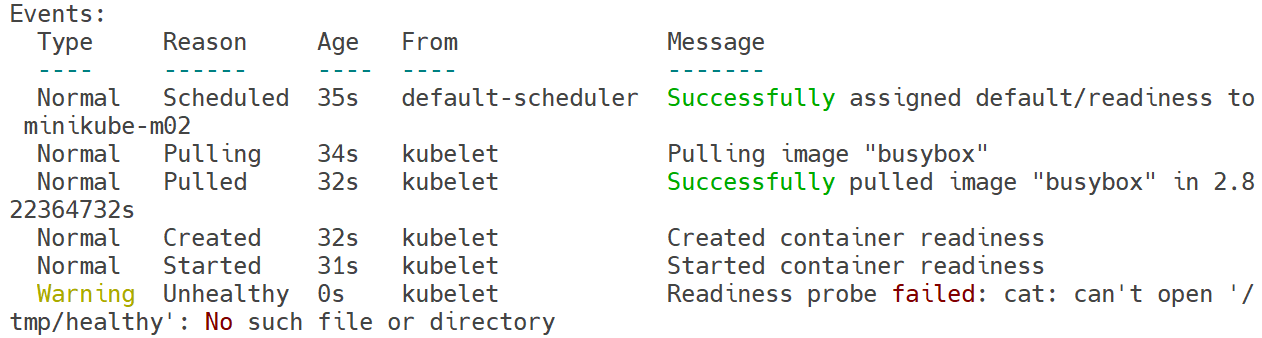 Events:
  Type     Reason     Age   From               Message
  ----     ------     ----  ----               -------
  Normal   Scheduled  35s   default-scheduler  Successfully assigned default/readiness to
 minikube-m02
  Normal   Pulling    34s   kubelet            Pulling image "busybox"
  Normal   Pulled     32s   kubelet            Successfully pulled image "busybox" in 2.8
22364732s
  Normal   Created    32s   kubelet            Created container readiness
  Normal   Started    31s   kubelet            Started container readiness
  Warning  Unhealthy  0s    kubelet            Readiness probe failed: cat: can't open '/
tmp/healthy': No such file or directory